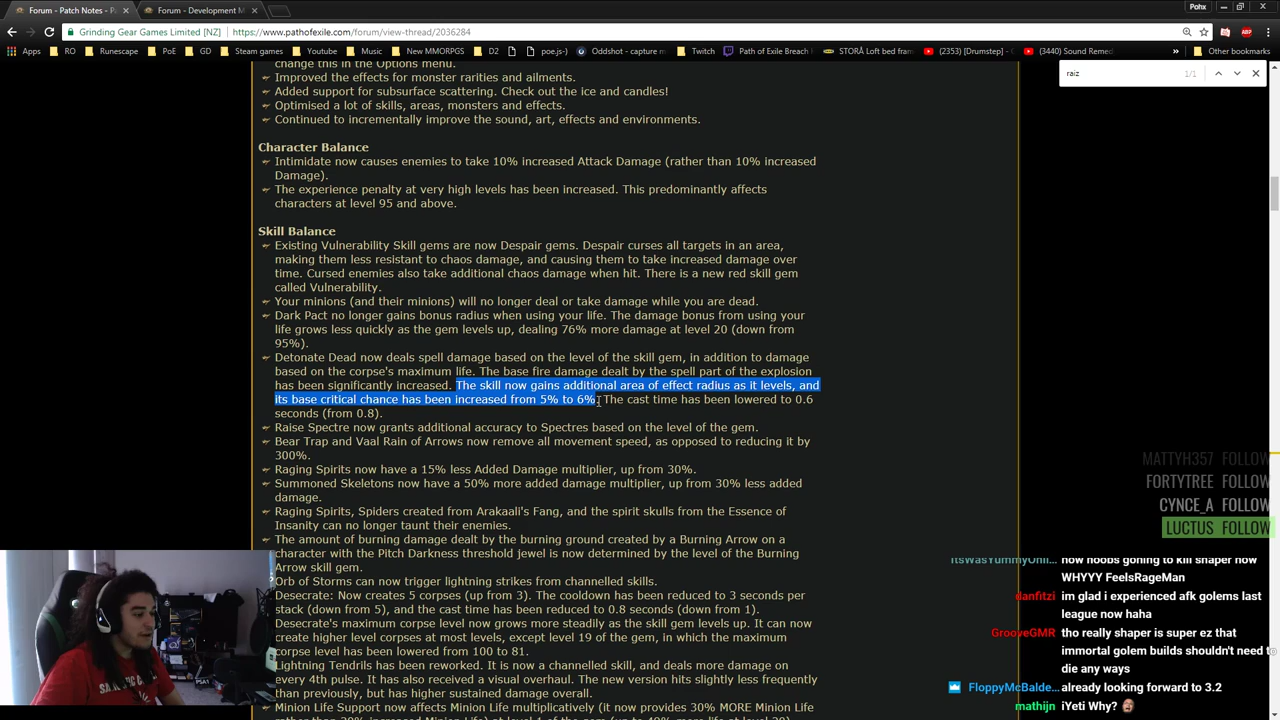 Forum - Patch Notes - P
Forum - Development M
Pohx
Grinding Gear Games Limited [NZ]
https://www.pathofexile.com/forum/view-thread/2036284
Apps RO Runescape PoE GD Steam games Youtube Music New MMORPGS D2 poe.js-) Oddshot - capture Twitch Path of Exile Breach STORÅ Loft bed fram (2353) [Drumstep] - M (3440) Sound Remed » Other bookmarks
raiz 1/1
change this in the Options menu.
Improved the effects for monster rarities and ailments.
Added support for subsurface scattering. Check out the ice and candles!
Optimised a lot of skills, areas, monsters and effects.
Continued to incrementally improve the sound, art, effects and environments.
Character Balance
Intimidate now causes enemies to take 10% increased Attack Damage (rather than 10% increased
Damage).
The experience penalty at very high levels has been increased. This predominantly affects
characters at level 95 and above.
Skill Balance
Existing Vulnerability Skill gems are now Despair gems. Despair curses all targets in an area,
making them less resistant to chaos damage, and causing them to take increased damage over
time. Cursed enemies also take additional chaos damage when hit. There is a new red skill gem
called Vulnerability.
Your minions (and their minions) will no longer deal or take damage while you are dead.
Dark Pact no longer gains bonus radius when using your life. The damage bonus from using your
life grows less quickly as the gem levels up, dealing 76% more damage at level 20 (down from
95%).
Detonate Dead now deals spell damage based on the level of the skill gem, in addition to damage
based on the corpse's maximum life. The base fire damage dealt by the spell part of the explosion
has been significantly increased. The skill now gains additional area of effect radius as it levels, and
its base critical chance has been increased from 5% to 6%. The cast time has been lowered to 0.6
seconds (from 0.8).
Raise Spectre now grants additional accuracy to Spectres based on the level of the gem.
Bear Trap and Vaal Rain of Arrows now remove all movement speed, as opposed to reducing it by
300%.
Raging Spirits now have a 15% less Added Damage multiplier, up from 30%.
Summoned Skeletons now have a 50% more added damage multiplier, up from 30% less added
damage.
Raging Spirits, Spiders created from Arakaali's Fang, and the spirit skulls from the Essence of
Insanity can no longer taunt their enemies.
The amount of burning damage dealt by the burning ground created by a Burning Arrow on a
character with the Pitch Darkness threshold jewel is now determined by the level of the Burning
Arrow skill gem.
Orb of Storms can now trigger lightning strikes from channelled skills.
Desecrate: Now creates 5 corpses (up from 3). The cooldown has been reduced to 3 seconds per
stack (down from 5), and the cast time has been reduced to 0.8 seconds (down from 1).
Desecrate's maximum corpse level now grows more steadily as the skill gem levels up. It can now
create higher level corpses at most levels, except level 19 of the gem, in which the maximum
corpse level has been lowered from 100 to 81.
Lightning Tendrils has been reworked. It is now a channelled skill, and deals more damage on
every 4th pulse. It has also received a visual overhaul. The new version hits slightly less frequently
than previously, but has higher sustained damage overall.
Minion Life Support now affects Minion Life multiplicatively (it now provides 30% MORE Minion Life
MATTYH357 FOLLOW
FORTYTREE FOLLOW
CYNCE_A FOLLOW
LUCTUS FOLLOW
now noobs going to kill shaper now
WHYYY FeelsRageMan
danfitzi im glad i experienced afk golems last
league now haha
GrooveGMR tho really shaper is super ez that
immortal golem builds shouldn't need to
die any ways
FloppyMcBalde... already looking forward to 3.2
mathijn iYeti Why?